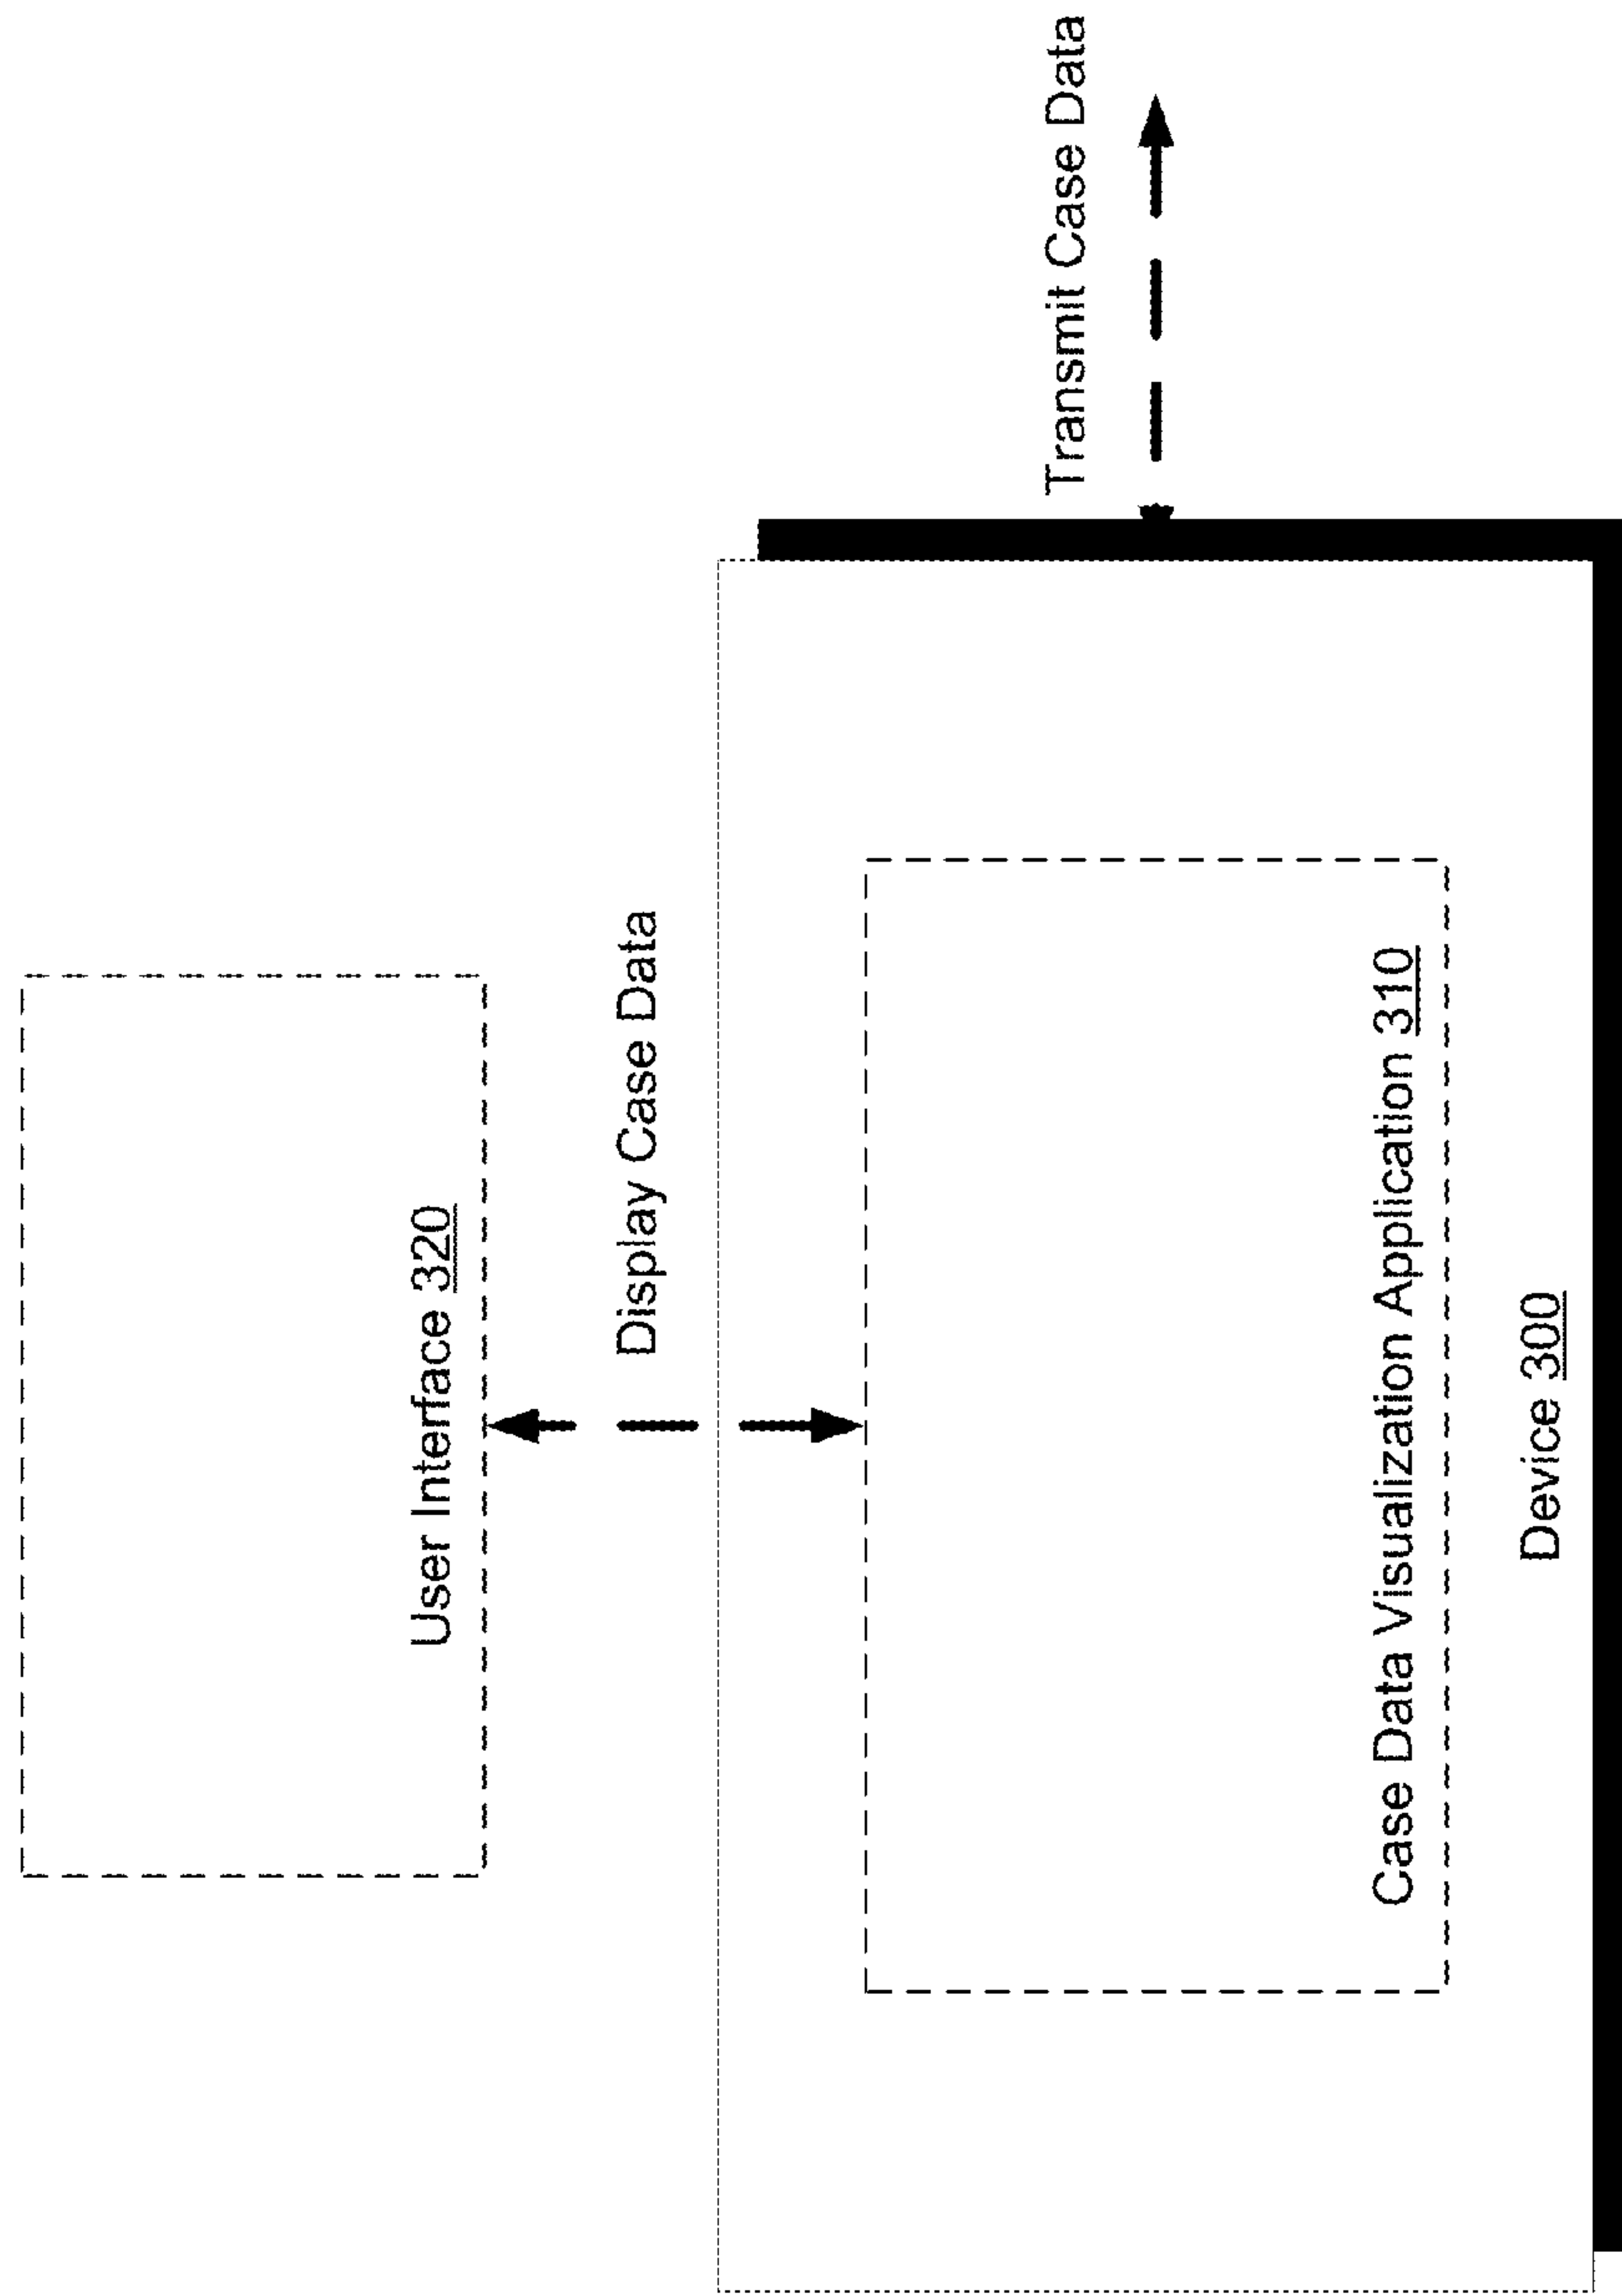 User Interface 320
Display Case Data
Transmit Case Data
Case Data Visualization Application 310
Device 300